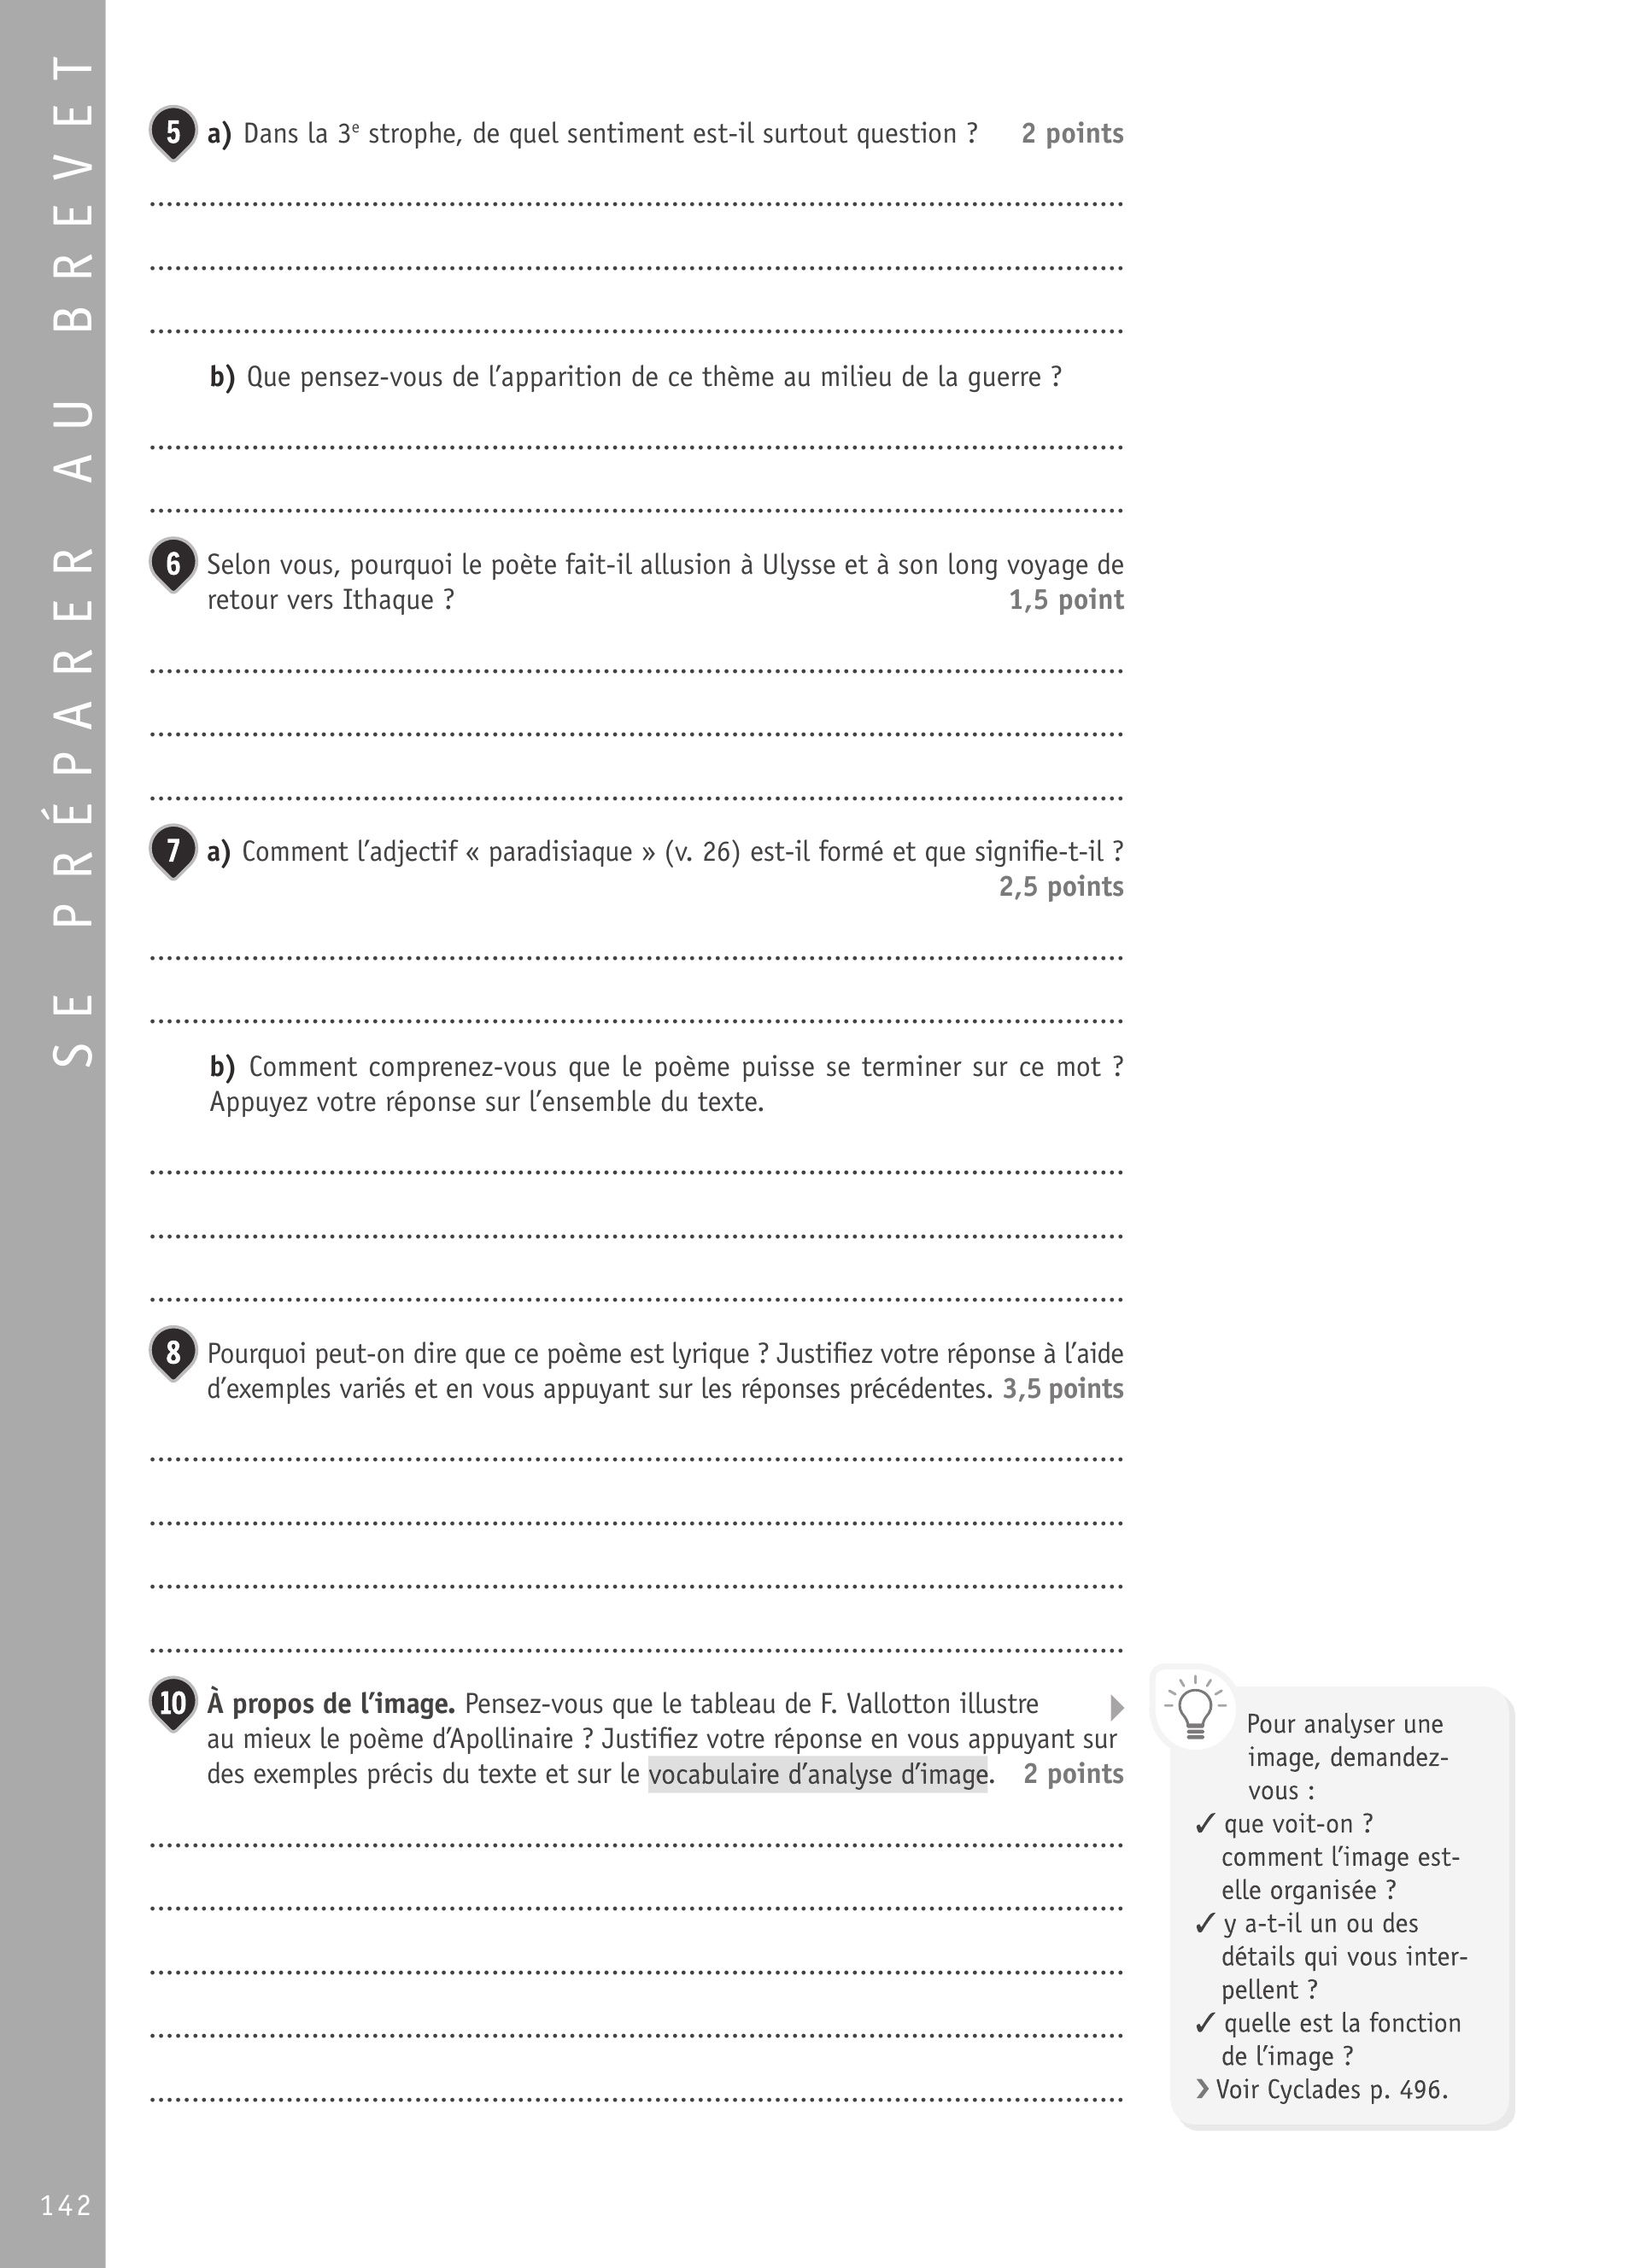 SE PRÉPARER AU BREVET
5 a) Dans la 3e strophe, de quel sentiment est-il surtout question ? 2 points
b) Que pensez-vous de l’apparition de ce thème au milieu de la guerre ?
6 Selon vous, pourquoi le poète fait-il allusion à Ulysse et à son long voyage de
retour vers Ithaque ? 1,5 point
7 a) Comment l’adjectif « paradisiaque » (v. 26) est-il formé et que signifie-t-il ?
2,5 points
b) Comment comprenez-vous que le poème puisse se terminer sur ce mot ?
Appuyez votre réponse sur l’ensemble du texte.
8 Pourquoi peut-on dire que ce poème est lyrique ? Justifiez votre réponse à l’aide
d’exemples variés et en vous appuyant sur les réponses précédentes. 3,5 points
10 À propos de l’image. Pensez-vous que le tableau de F. Vallotton illustre
au mieux le poème d’Apollinaire ? Justifiez votre réponse en vous appuyant sur
des exemples précis du texte et sur le vocabulaire d’analyse d’image. 2 points
Pour analyser une
image, demandez-
vous :
✓ que voit-on ?
comment l’image est-
elle organisée ?
✓ y a-t-il un ou des
détails qui vous inter-
pellent ?
✓ quelle est la fonction
de l’image ?
› Voir Cyclades p. 496.
142